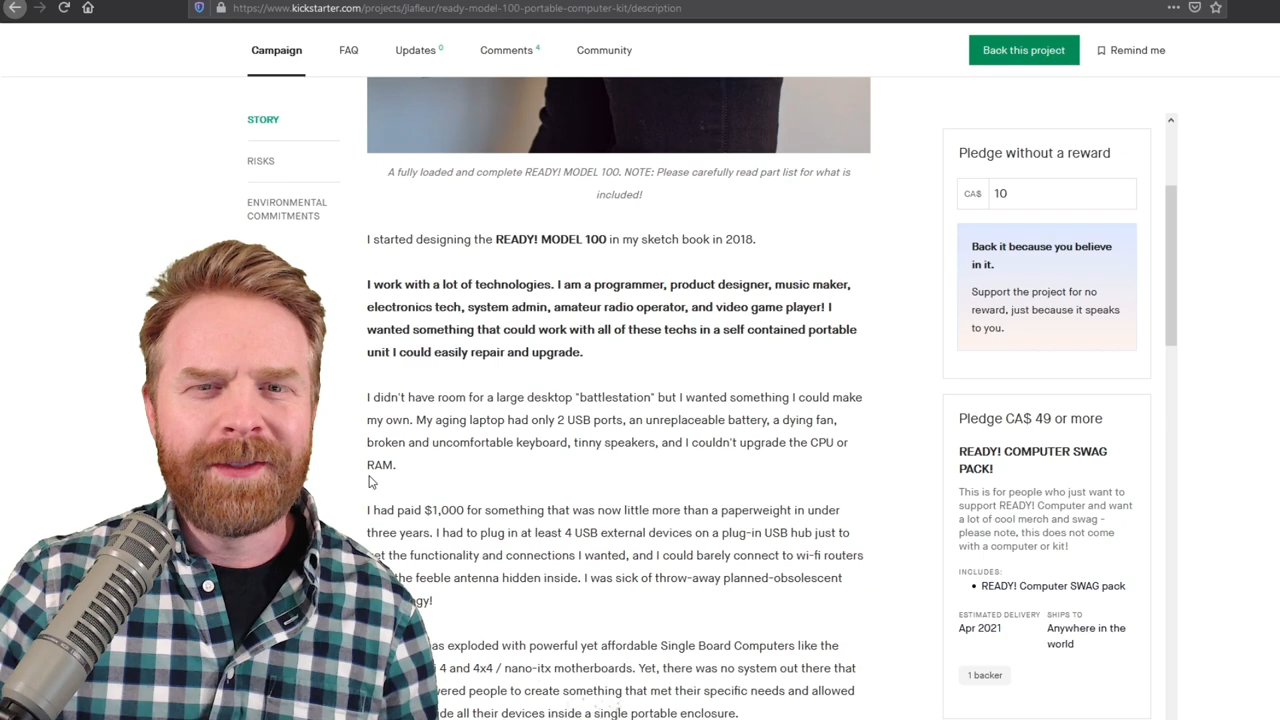 https://www.kickstarter.com/projects/jlafleur/ready-model-100-portable-computer-kit/description
Campaign
FAQ
Updates 0
Comments 4
Community
Back this project
Remind me
STORY
RISKS
ENVIRONMENTAL
COMMITMENTS
A fully loaded and complete READY! MODEL 100. NOTE: Please carefully read part list for what is
included!
I started designing the READY! MODEL 100 in my sketch book in 2018.
I work with a lot of technologies. I am a programmer, product designer, music maker,
electronics tech, system admin, amateur radio operator, and video game player! I
wanted something that could work with all of these techs in a self contained portable
unit I could easily repair and upgrade.
I didn't have room for a large desktop "battlestation" but I wanted something I could make
my own. My aging laptop had only 2 USB ports, an unreplaceable battery, a dying fan,
broken and uncomfortable keyboard, tinny speakers, and I couldn't upgrade the CPU or
RAM.
I had paid $1,000 for something that was now little more than a paperweight in under
three years. I had to plug in at least 4 USB external devices on a plug-in USB hub just to
the functionality and connections I wanted, and I could barely connect to wi-fi routers
the feeble antenna hidden inside. I was sick of throw-away planned-obsolescent
exploded with powerful yet affordable Single Board Computers like the
4 and 4x4 / nano-itx motherboards. Yet, there was no system out there that
people to create something that met their specific needs and allowed
all their devices inside a single portable enclosure.
Pledge without a reward
CA$ 10
Back it because you believe
in it.
Support the project for no
reward, just because it speaks
to you.
Pledge CA$ 49 or more
READY! COMPUTER SWAG
PACK!
This is for people who just want to
support READY! Computer and want
a lot of cool merch and swag -
please note, this does not come
with a computer or kit!
INCLUDES:
• READY! Computer SWAG pack
ESTIMATED DELIVERY
Apr 2021
SHIPS TO
Anywhere in the
world
1 backer